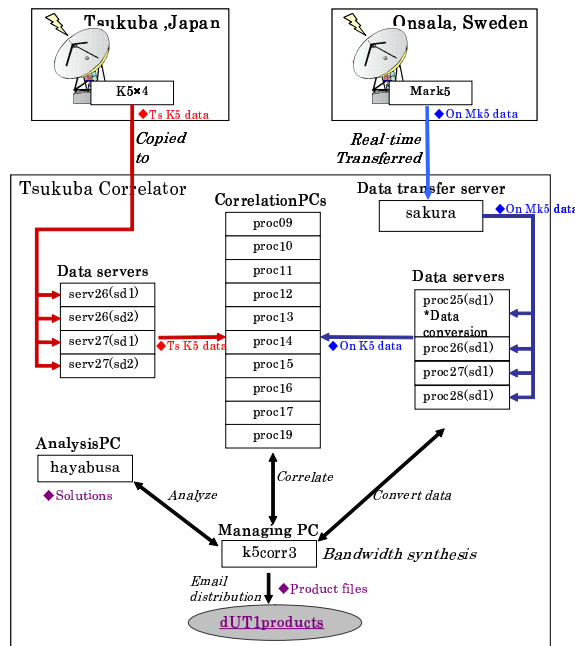 Tsukuba ,Japan
K5×4
◆Ts K5 data
Copied
to
Onsala, Sweden
Mark5
◆On Mk5 data
Real-time
Transferred
Tsukuba Correlator
Data transfer server
sakura
◆On Mk5 data
CorrelationPCs
proc09
proc10
proc11
proc12
proc13
proc14
proc15
proc16
proc17
proc19
Data servers
serv26(sd1)
serv26(sd2)
serv27(sd1)
serv27(sd2)
◆Ts K5 data
Data servers
proc25(sd1)
*Data
conversion
proc26(sd1)
proc27(sd1)
proc28(sd1)
◆On K5 data
AnalysisPC
hayabusa
◆Solutions
Analyze
Correlate
Convert data
Managing PC
k5corr3
Bandwidth synthesis
Email
distribution
◆Product files
dUT1products